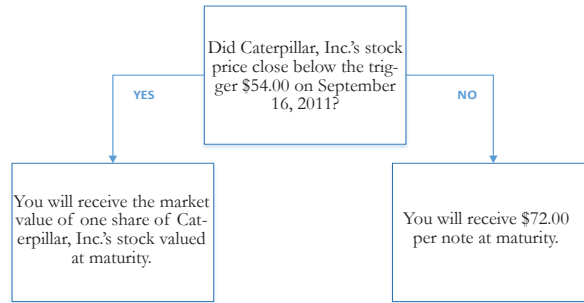 Did Caterpillar, Inc.'s stock
price close below the trig-
ger $54.00 on September
16, 2011?
YES
NO
You will receive the market
value of one share of Cat-
erpillar, Inc.'s stock valued
at maturity.
You will receive $72.00
per note at maturity.